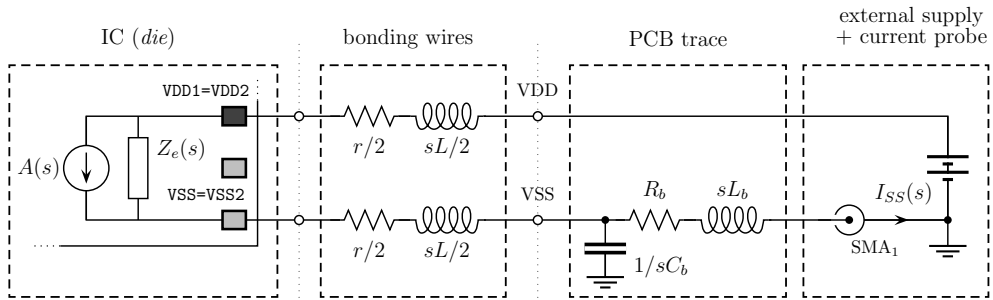 external supply
IC (die)
bonding wires
PCB trace
+ current probe
VDD1=VDD2
VDD
A(s)
Z_e(s)
r/2
sL/2
VSS=VSS2
VSS
R_b
sL_b
I_SS(s)
r/2
sL/2
1/sC_b
SMA_1